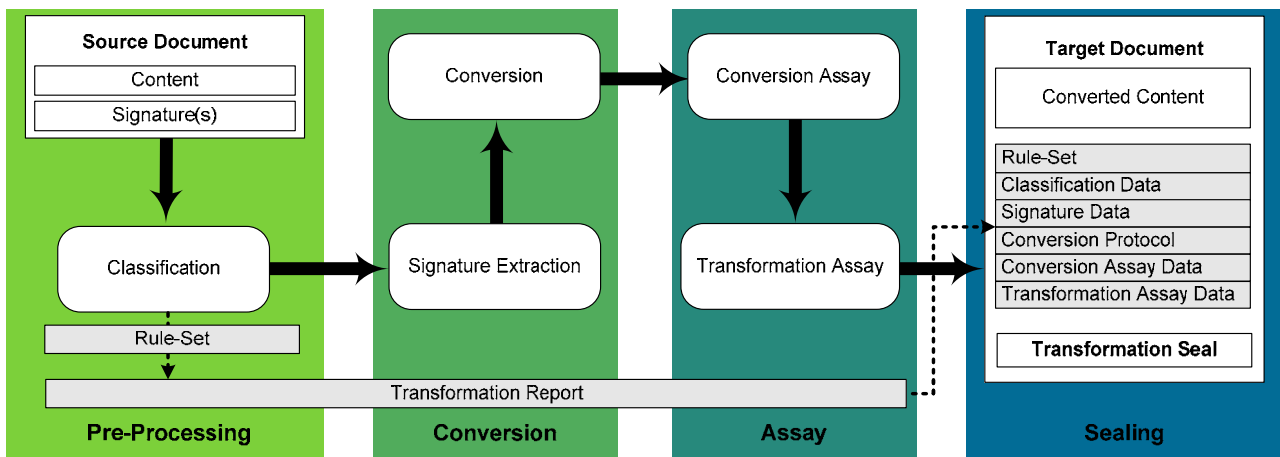 Source Document
Content
Signature(s)
Classification
Rule-Set
Transformation Report
Pre-Processing
Conversion
Signature Extraction
Conversion
Conversion Assay
Transformation Assay
Assay
Target Document
Converted Content
Rule-Set
Classification Data
Signature Data
Conversion Protocol
Conversion Assay Data
Transformation Assay Data
Transformation Seal
Sealing